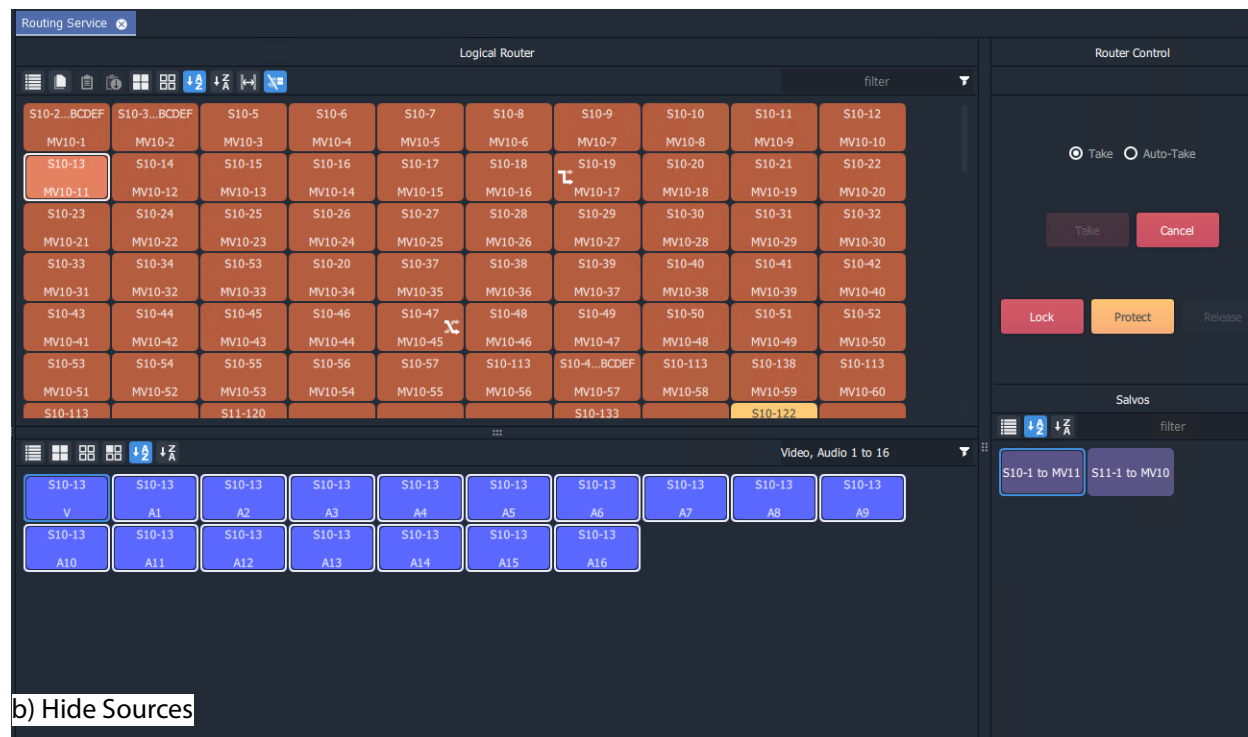 Routing Service
Logical Router
Router Control
filter
S10-2...BCDEF S10-3...BCDEF S10-5 S10-6 S10-7 S10-8 S10-9 S10-10 S10-11 S10-12
MV10-1 MV10-2 MV10-3 MV10-4 MV10-5 MV10-6 MV10-7 MV10-8 MV10-9 MV10-10
S10-13 S10-14 S10-15 S10-16 S10-17 S10-18 S10-19 S10-20 S10-21 S10-22
MV10-11 MV10-12 MV10-13 MV10-14 MV10-15 MV10-16 MV10-17 MV10-18 MV10-19 MV10-20
S10-23 S10-24 S10-25 S10-26 S10-27 S10-28 S10-29 S10-30 S10-31 S10-32
MV10-21 MV10-22 MV10-23 MV10-24 MV10-25 MV10-26 MV10-27 MV10-28 MV10-29 MV10-30
S10-33 S10-34 S10-53 S10-20 S10-37 S10-38 S10-39 S10-40 S10-41 S10-42
MV10-31 MV10-32 MV10-33 MV10-34 MV10-35 MV10-36 MV10-37 MV10-38 MV10-39 MV10-40
S10-43 S10-44 S10-45 S10-46 S10-47 S10-48 S10-49 S10-50 S10-51 S10-52
MV10-41 MV10-42 MV10-43 MV10-44 MV10-45 MV10-46 MV10-47 MV10-48 MV10-49 MV10-50
S10-53 S10-54 S10-55 S10-56 S10-57 S10-113 S10-4...BCDEF S10-113 S10-138 S10-113
MV10-51 MV10-52 MV10-53 MV10-54 MV10-55 MV10-56 MV10-57 MV10-58 MV10-59 MV10-60
S10-113 S11-120 S10-133 S10-122
Take Auto-Take
Take Cancel
Lock Protect Release
Video, Audio 1 to 16
S10-13 S10-13 S10-13 S10-13 S10-13 S10-13 S10-13 S10-13 S10-13 S10-13
V A1 A2 A3 A4 A5 A6 A7 A8 A9
S10-13 S10-13 S10-13 S10-13 S10-13 S10-13 S10-13
A10 A11 A12 A13 A14 A15 A16
Salvos
filter
S10-1 to MV11 S11-1 to MV10
b) Hide Sources